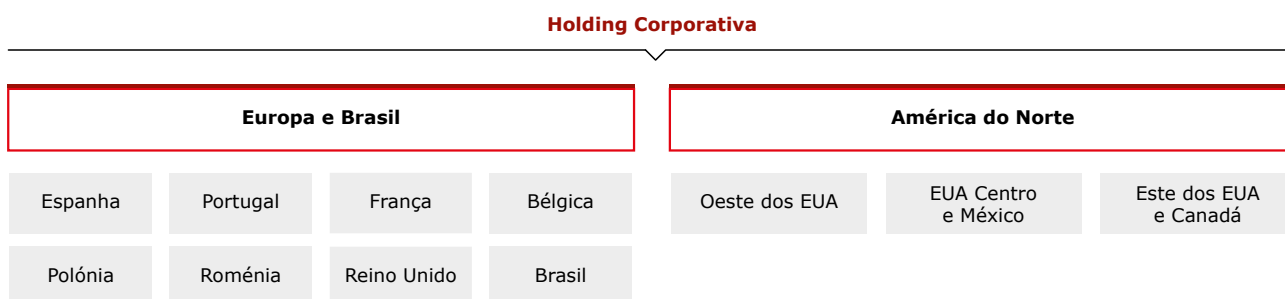 Holding Corporativa
Europa e Brasil
América do Norte
Espanha
Portugal
França
Bélgica
Oeste dos EUA
EUA Centro
e México
Este dos EUA
e Canadá
Polónia
Roménia
Reino Unido
Brasil